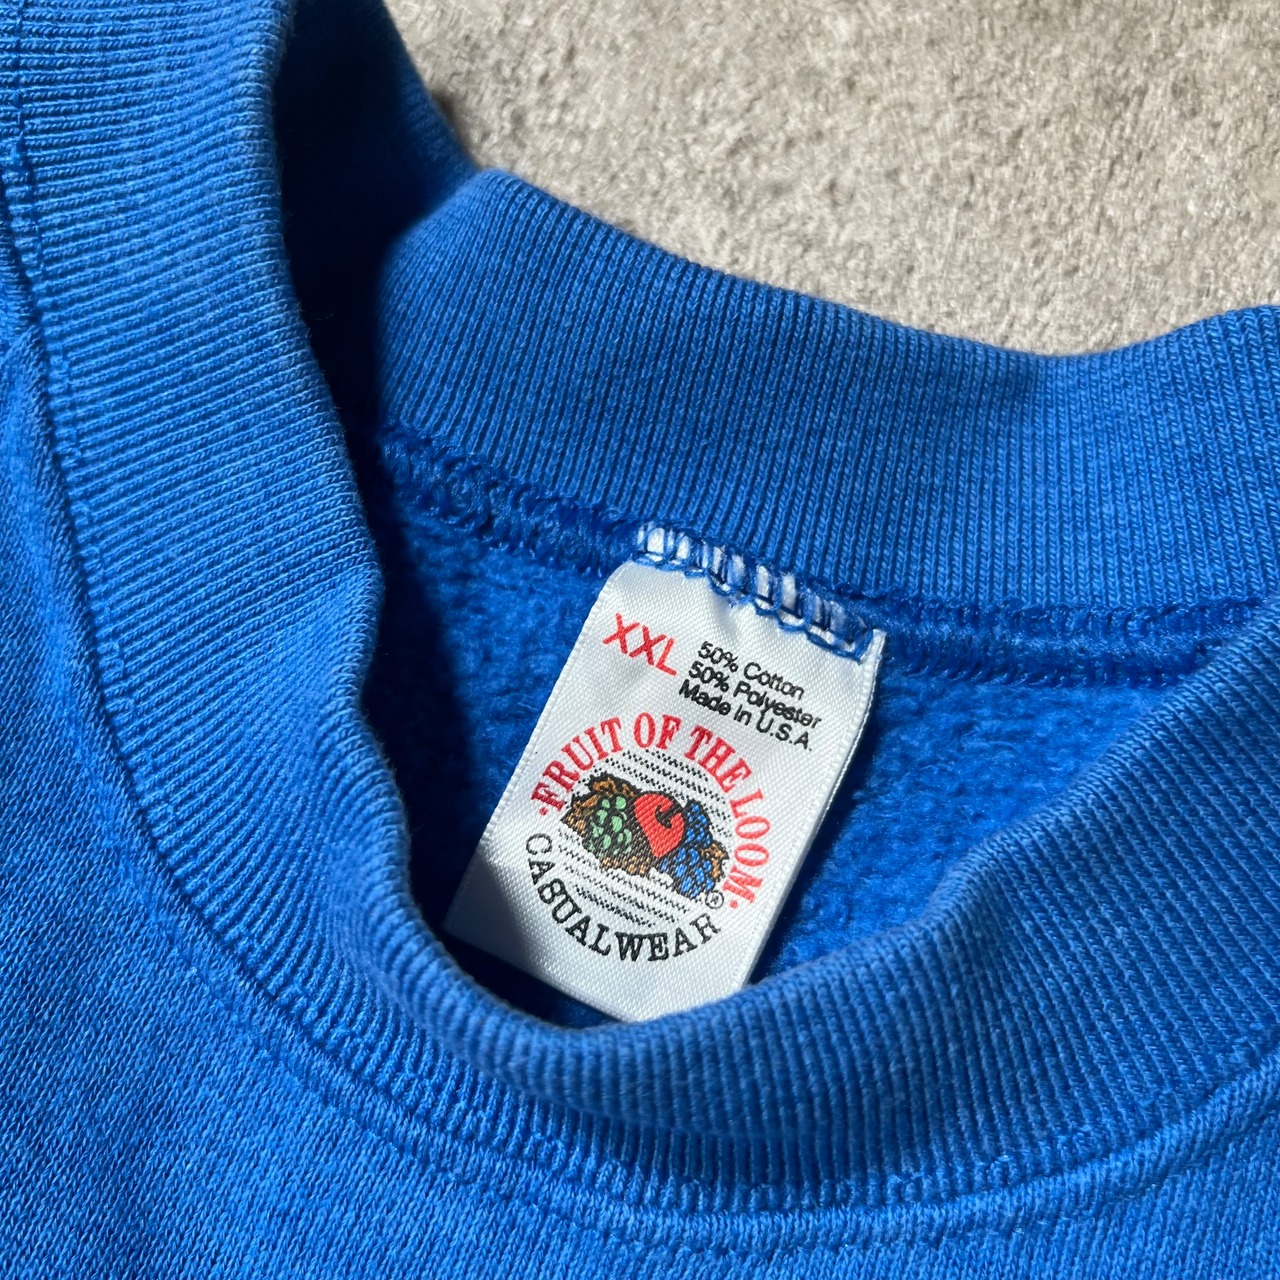 XXL
50% Cotton
50% Polyester
Made in U.S.A.
·FRUIT OF THE LOOM.
®
CASUALWEAR